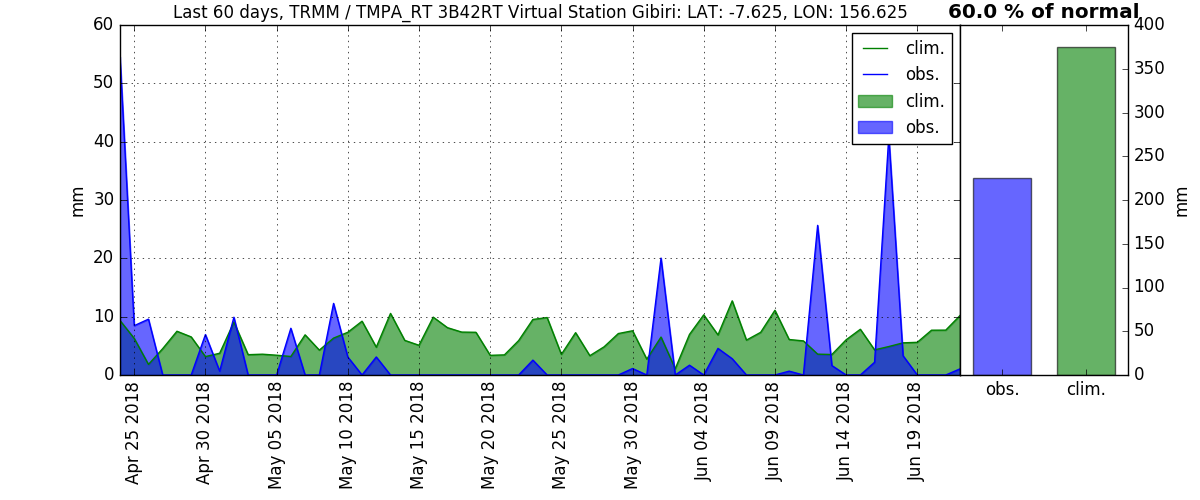 Last 60 days, TRMM / TMPA_RT 3B42RT Virtual Station Gibiri: LAT: -7.625, LON: 156.625
60.0 % of normal
60
50
40
30
20
10
0
mm
clim.
obs.
clim.
obs.
400
350
300
250
200
150
100
50
0
mm
Apr 25 2018
Apr 30 2018
May 05 2018
May 10 2018
May 15 2018
May 20 2018
May 25 2018
May 30 2018
Jun 04 2018
Jun 09 2018
Jun 14 2018
Jun 19 2018
obs.
clim.